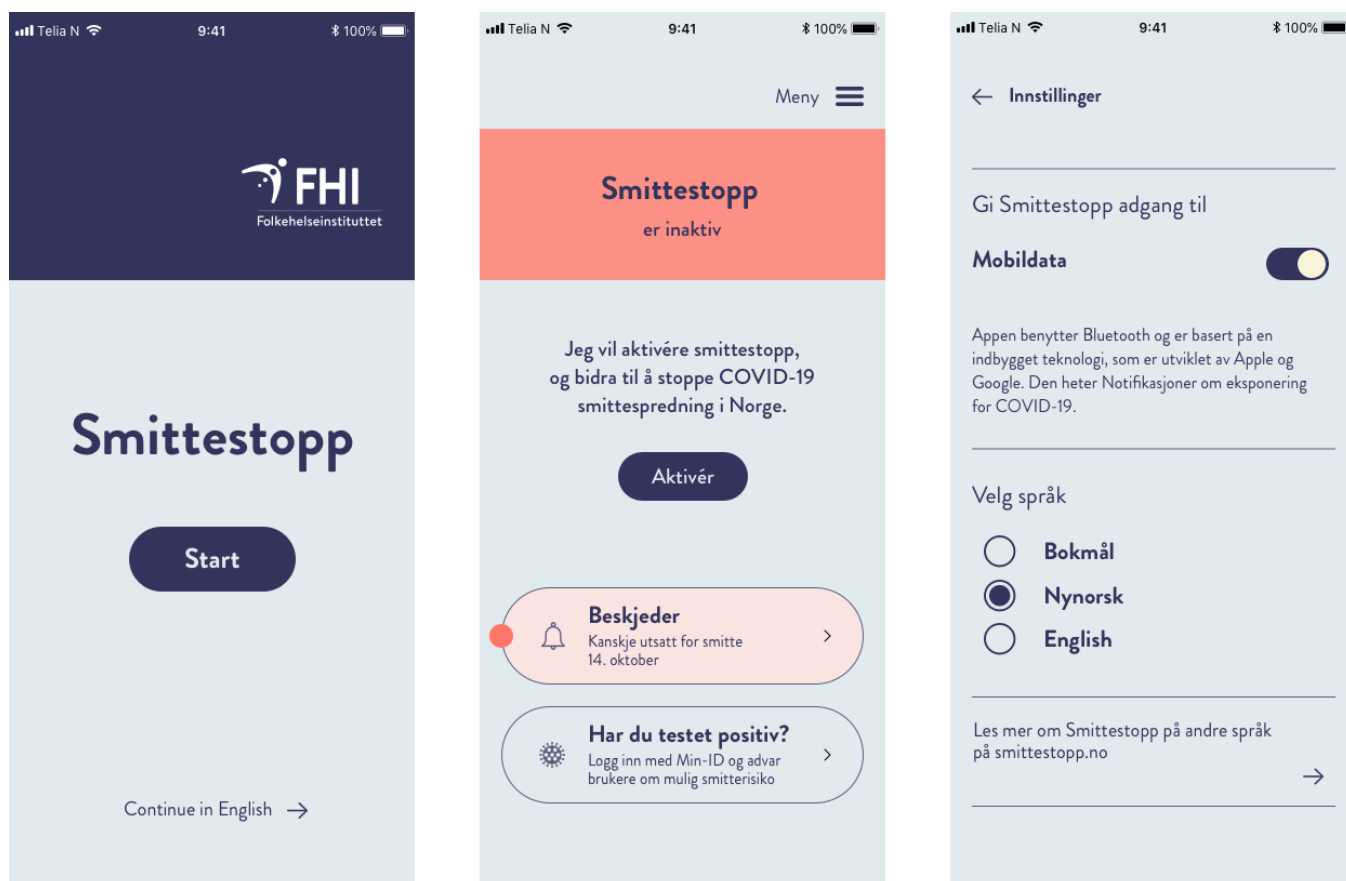 Telia N 9:41 100%
FHI
Folkehelseinstituttet
Smittestopp
Start
Continue in English →
Telia N 9:41 100%
Meny
Smittestopp
er inaktiv
Jeg vil aktivére smittestopp,
og bidra til å stoppe COVID-19
smittespredning i Norge.
Aktivér
Beskjeder
Kanskje utsatt for smitte
14. oktober
Har du testet positiv?
Logg inn med Min-ID og advar
brukere om mulig smitterisiko
Telia N 9:41 100%
← Innstillinger
Gi Smittestopp adgang til
Mobildata
Appen benytter Bluetooth og er basert på en
indbygget teknologi, som er utviklet av Apple og
Google. Den heter Notifikasjoner om eksponering
for COVID-19.
Velg språk
Bokmål
Nynorsk
English
Les mer om Smittestopp på andre språk
på smittestopp.no
→